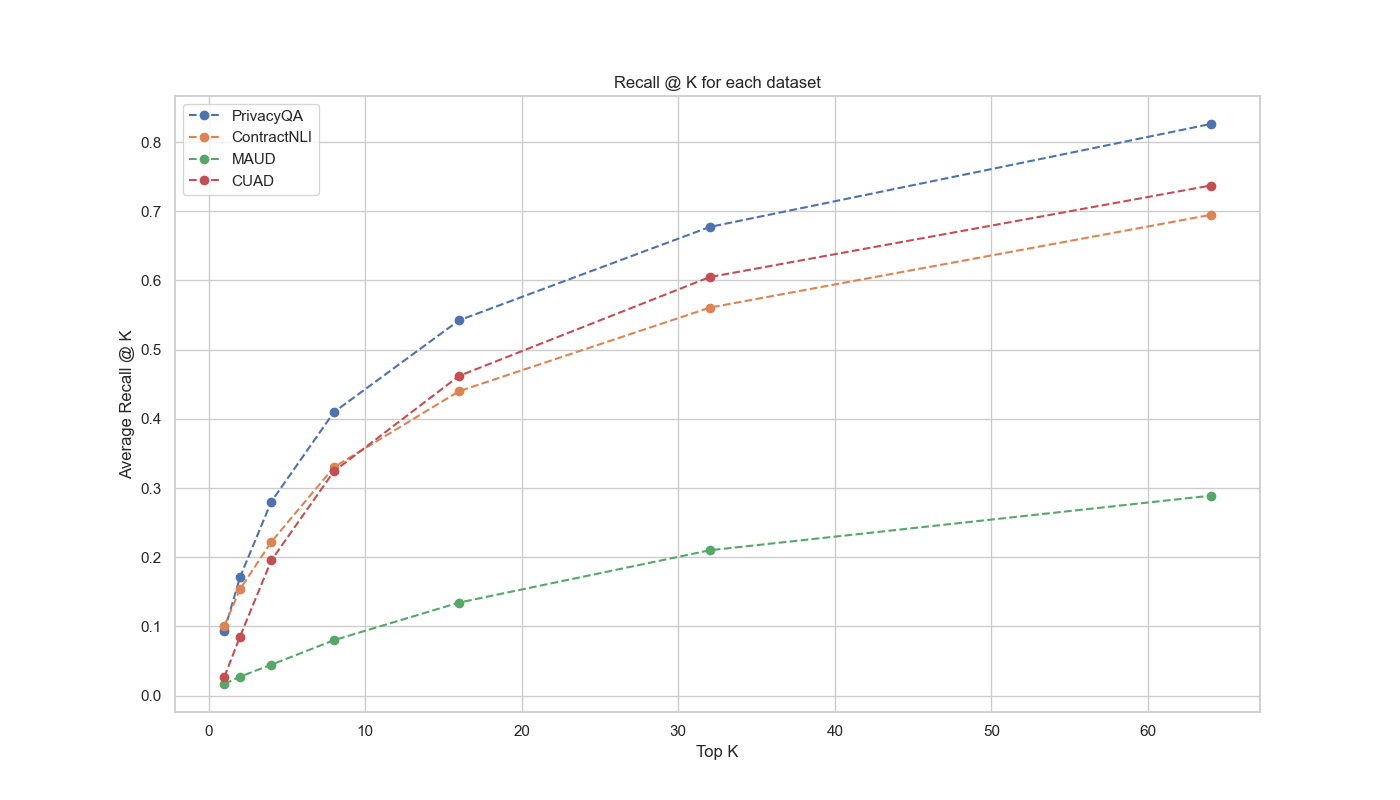 Recall @ K for each dataset
PrivacyQA
ContractNLI
MAUD
CUAD
Average Recall @ K
0.8
0.7
0.6
0.5
0.4
0.3
0.2
0.1
0.0
0 10 20 30 40 50 60
Top K